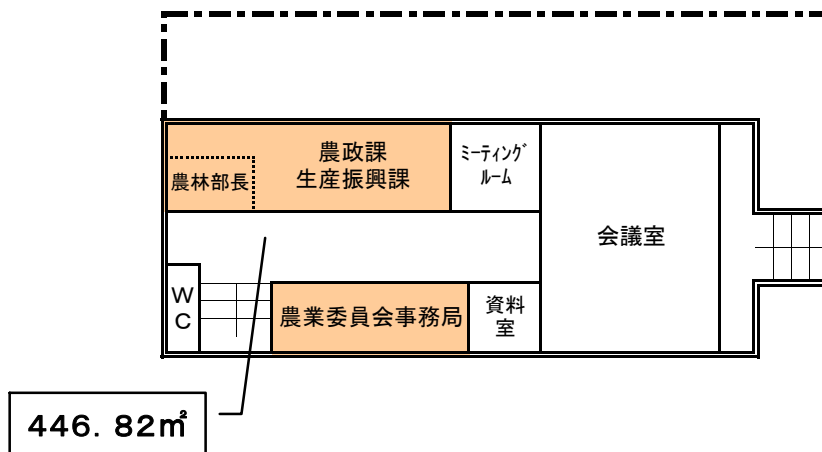 農政課
生産振興課
農林部長
ﾐｰﾃｨﾝｸﾞ
ﾙｰﾑ
会議室
W
C
農業委員会事務局
資料
室
446．82㎡